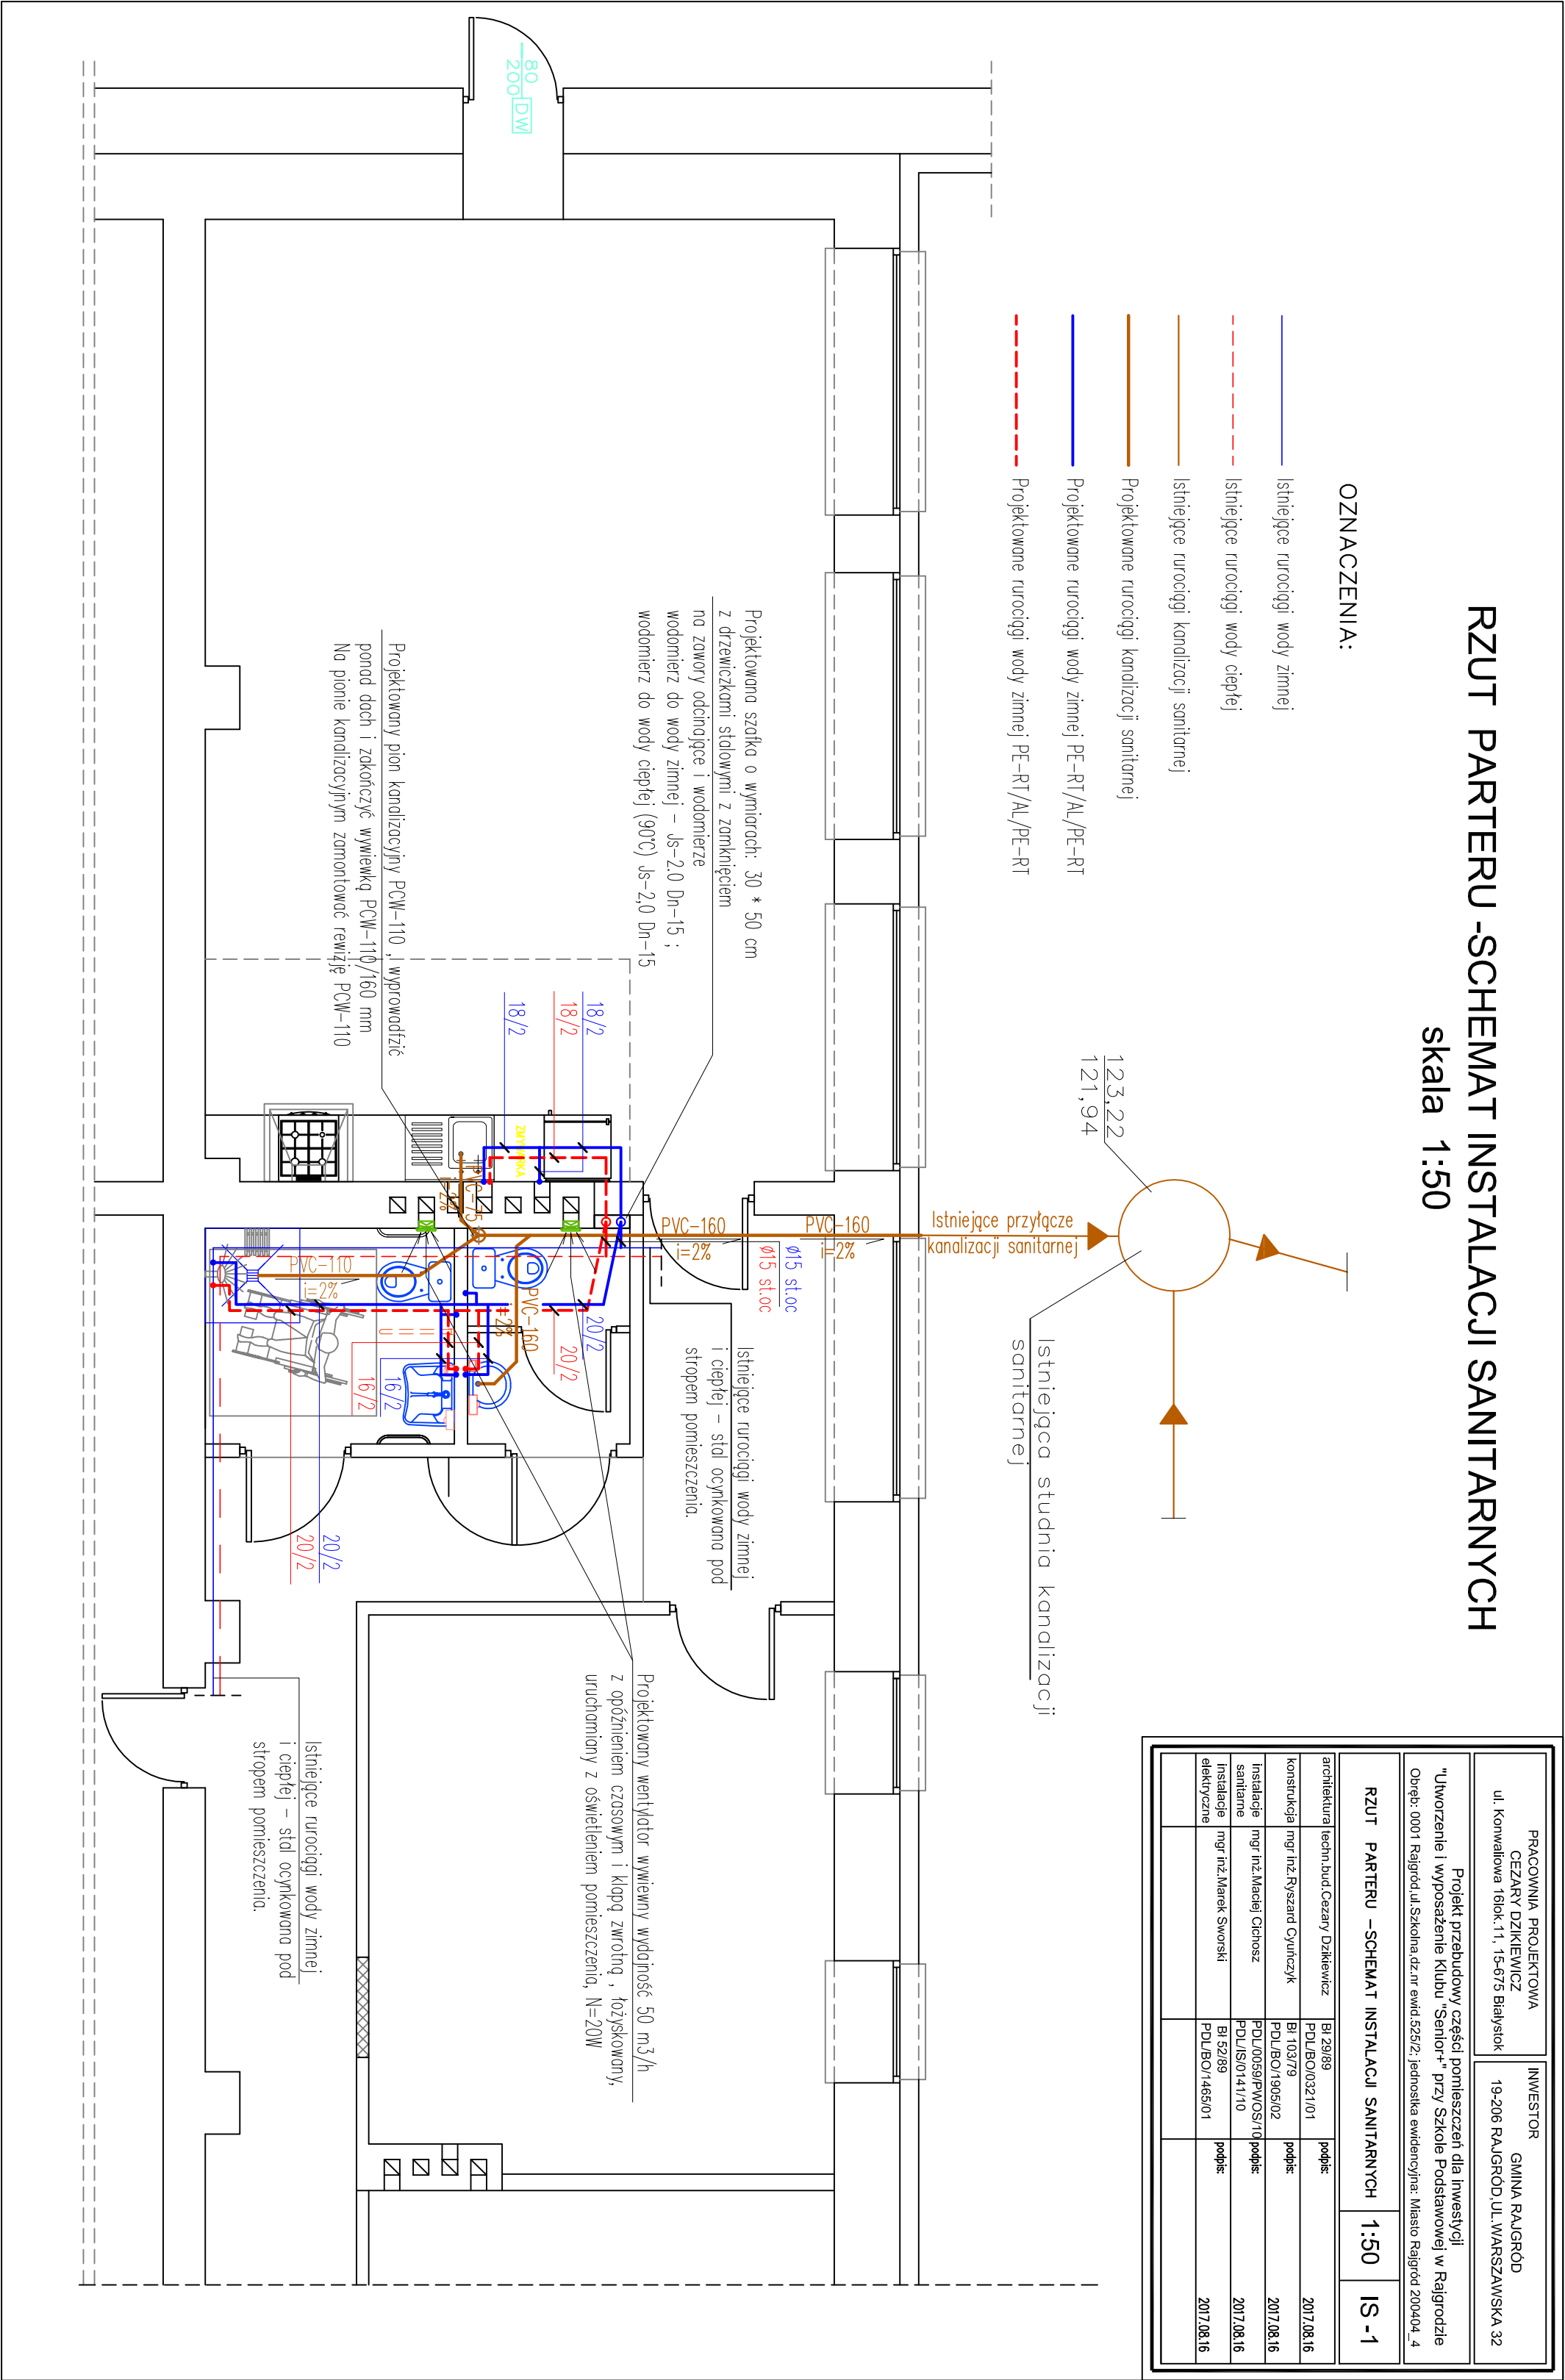 RZUT PARTERU -SCHEMAT INSTALACJI SANITARNYCH
skala 1:50
OZNACZENIA:
Istniejące rurociągi wody zimnej
Istniejące rurociągi wody ciepłej
Istniejące rurociągi kanalizacji sanitarnej
Projektowane rurociągi kanalizacji sanitarnej
Projektowane rurociągi wody zimnej PE-RT/AL/PE-RT
Projektowane rurociągi wody zimnej PE-RT/AL/PE-RT
123,22
121,94
Istniejąca studnia kanalizacji
sanitarnej
Istniejące przyłącze
kanalizacji sanitarnej
PVC-160
i=2%
PVC-160
i=2%
Ø15 st.oc
Ø15 st.oc
Projektowana szafka o wymiarach: 30 * 50 cm
z drzewiczkami stalowymi z zamknięciem
na zawory odcinające i wodomierze
wodomierz do wody zimnej - Js-2.0 Dn-15 ;
wodomierz do wody ciepłej (90°C) Js-2,0 Dn-15
Projektowany pion kanalizacyjny PCW-110 , wyprowadfzić
ponad dach i zakończyć wywiewką PCW-110/160 mm
Na pionie kanalizacyjnym zamontować rewizję PCW-110
18/2
18/2
18/2
ZMYWARKA
PVC-75
i=2%
PVC-110
i=2%
PVC-160
i=2%
20/2
20/2
16/2
16/2
20/2
20/2
Istniejące rurociągi wody zimnej
i ciepłej - stal ocynkowana pod
stropem pomieszczenia.
Projektowany wentylator wywiewny wydajność 50 m3/h
z opóźnieniem czasowym i klapą zwrotną , łożyskowany,
uruchamiany z oświetleniem pomieszczenia, N=20W
Istniejące rurociągi wody zimnej
i ciepłej - stal ocynkowana pod
stropem pomieszczenia.
80
200
DW
PRACOWNIA PROJEKTOWA
CEZARY DZIKIEWICZ
ul. Konwaliowa 16lok.11, 15-675 Białystok
INWESTOR
GMINA RAJGRÓD
19-206 RAJGRÓD,UL.WARSZAWSKA 32
Projekt przebudowy części pomieszczeń dla inwestycji
"Utworzenie i wyposażenie Klubu "Senior+" przy Szkole Podstawowej w Rajgrodzie
Obręb: 0001 Rajgród,ul.Szkolna,dz.nr ewid.525/2; jednostka ewidencyjna: Miasto Rajgród 200404_4
RZUT PARTERU -SCHEMAT INSTALACJI SANITARNYCH
1:50
IS -1
architektura techn.bud.Cezary Dzikiewicz Bł 29/89 PDL/BO/0321/01 podpis: 2017.08.16
konstrukcja mgr inż.Ryszard Cyuńczyk Bł 103/79 PDL/BO/1905/02 podpis: 2017.08.16
instalacje sanitarne mgr inż.Maciej Cichosz PDL/0059/PWOS/10 PDL/IS/0141/10 podpis: 2017.08.16
instalacje elektryczne mgr inż.Marek Sworski Bł 52/89 PDL/BO/1465/01 podpis: 2017.08.16